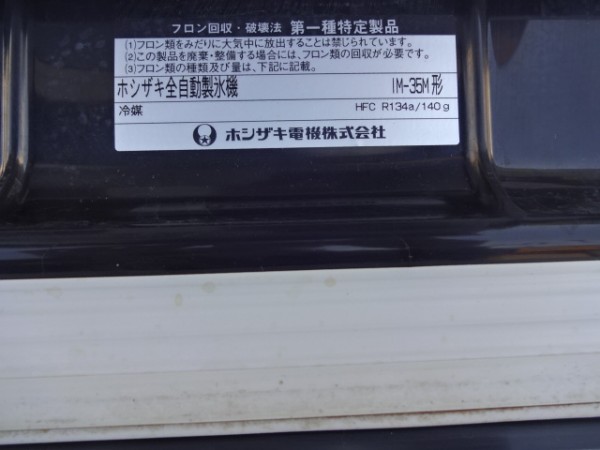 フロン回収・破壊法 第一種特定製品
(1)フロン類をみだりに大気中に放出することは禁じられています。
(2)この製品を廃棄・整備する場合には、フロン類の回収が必要です。
(3)フロン類の種類及び量は、下記に記載。
ホシザキ全自動製氷機 IM-35M形
冷媒 HFC R134a/140g
ホシザキ電機株式会社